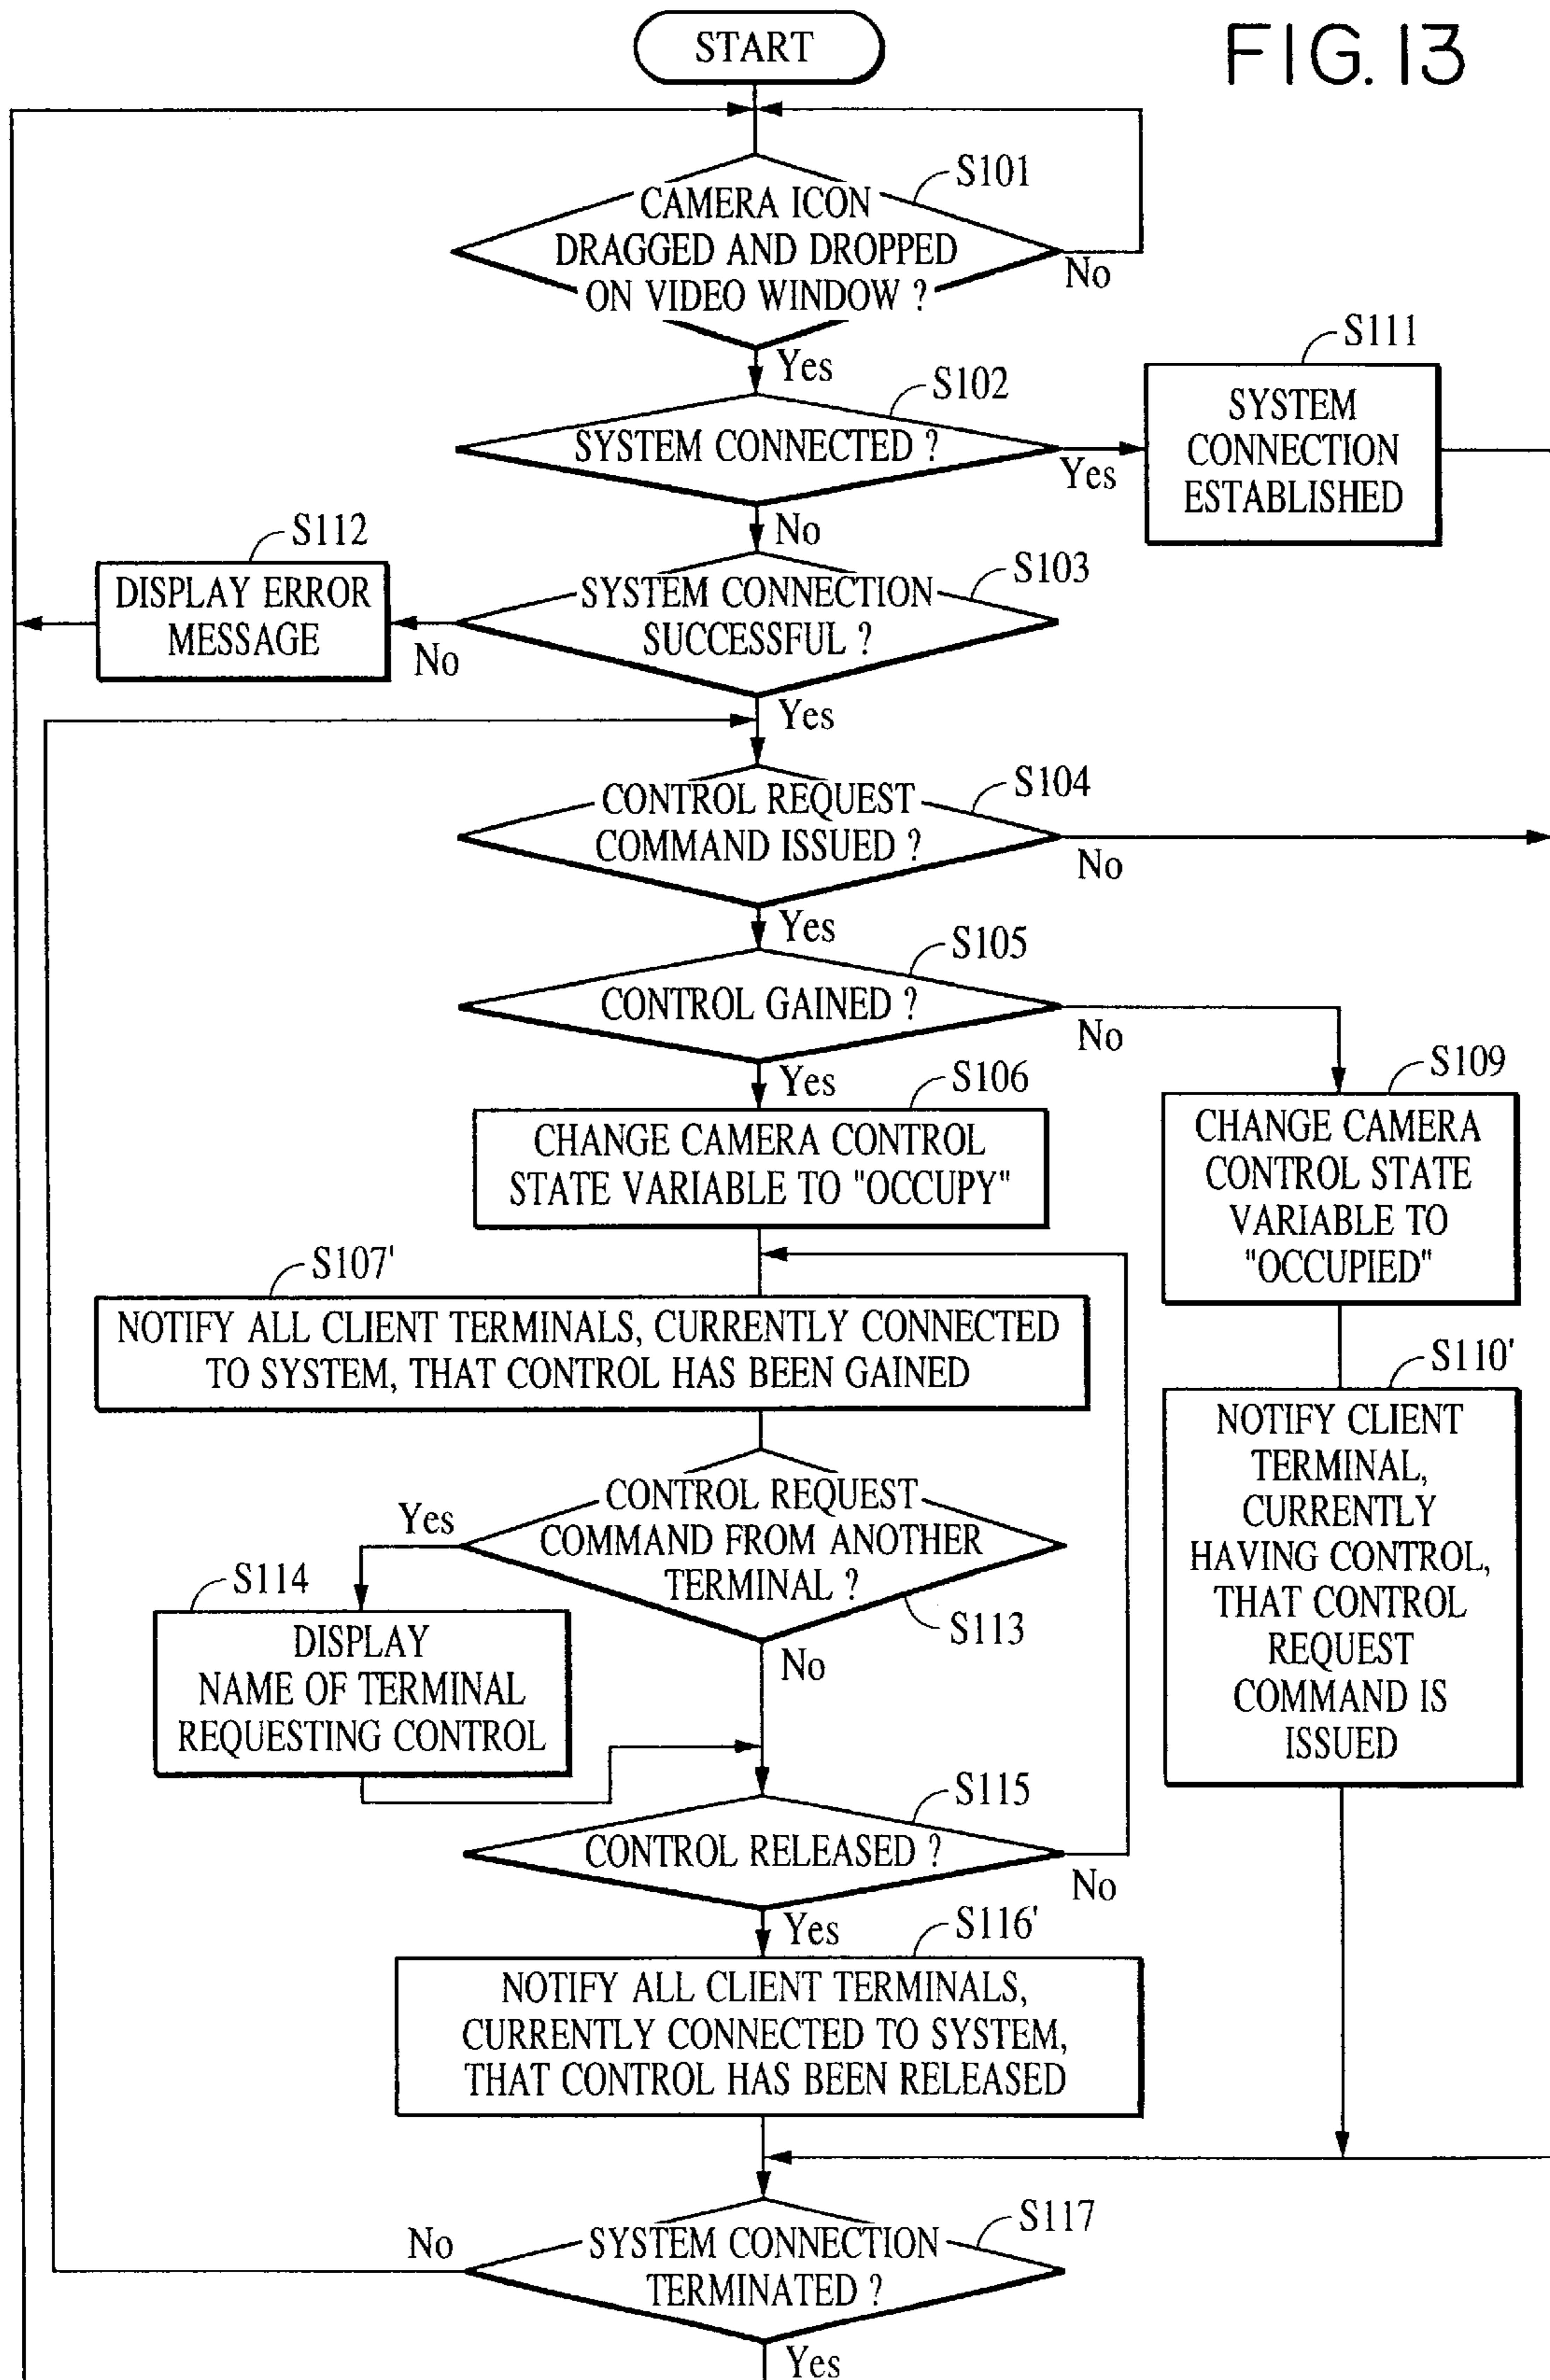 START
FIG. 13
S101
CAMERA ICON
DRAGGED AND DROPPED
ON VIDEO WINDOW ?
No
Yes
S102
SYSTEM CONNECTED ?
Yes
S111
SYSTEM
CONNECTION
ESTABLISHED
No
S112
DISPLAY ERROR
MESSAGE
S103
SYSTEM CONNECTION
SUCCESSFUL ?
No
Yes
S104
CONTROL REQUEST
COMMAND ISSUED ?
No
Yes
S105
CONTROL GAINED ?
No
Yes
S106
CHANGE CAMERA CONTROL
STATE VARIABLE TO "OCCUPY"
S109
CHANGE CAMERA
CONTROL STATE
VARIABLE TO
"OCCUPIED"
S107'
NOTIFY ALL CLIENT TERMINALS, CURRENTLY CONNECTED
TO SYSTEM, THAT CONTROL HAS BEEN GAINED
S110'
NOTIFY CLIENT
TERMINAL,
CURRENTLY
HAVING CONTROL,
THAT CONTROL
REQUEST
COMMAND IS
ISSUED
CONTROL REQUEST
COMMAND FROM ANOTHER
TERMINAL ?
Yes
S113
No
S114
DISPLAY
NAME OF TERMINAL
REQUESTING CONTROL
S115
CONTROL RELEASED ?
No
Yes
S116'
NOTIFY ALL CLIENT TERMINALS,
CURRENTLY CONNECTED TO SYSTEM,
THAT CONTROL HAS BEEN RELEASED
S117
SYSTEM CONNECTION
TERMINATED ?
No
Yes